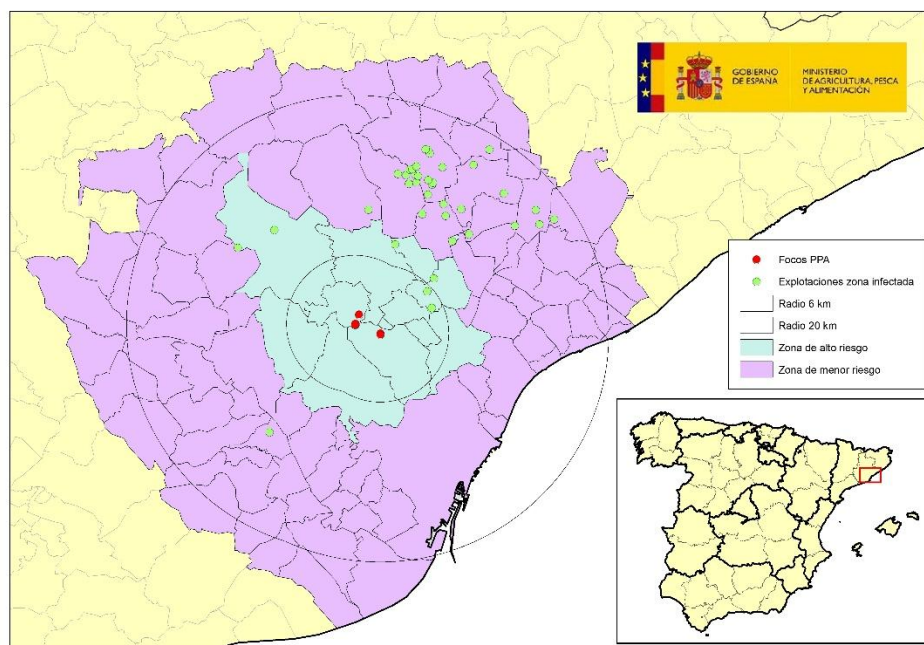 GOBIERNO
DE ESPAÑA
MINISTERIO
DE AGRICULTURA, PESCA
Y ALIMENTACIÓN
Focos PPA
Explotaciones zona infectada
Radio 6 km
Radio 20 km
Zona de alto riesgo
Zona de menor riesgo